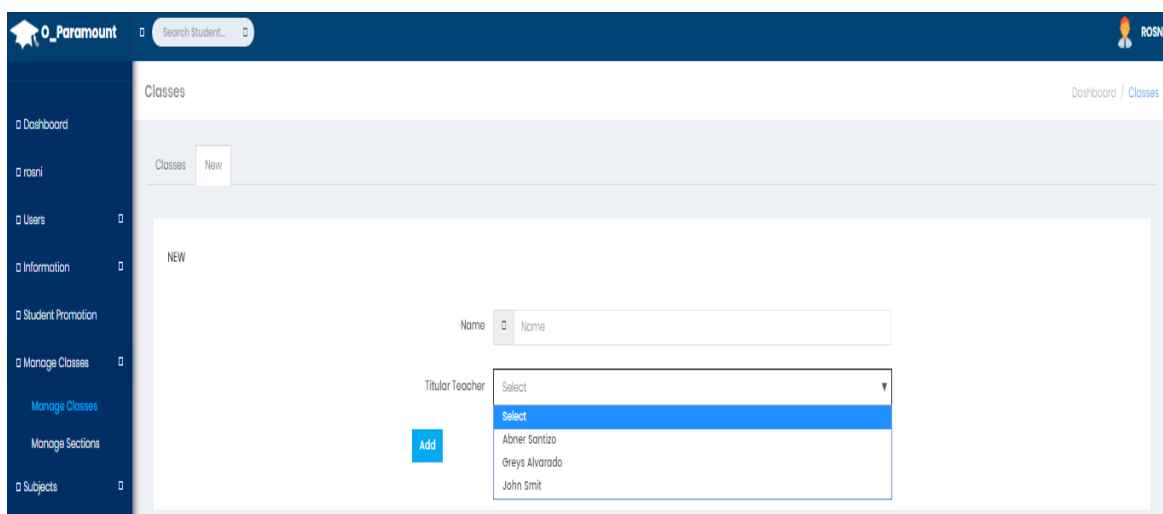 O_Paramount
Search Student...
ROSN
Classes
Dashboard / Classes
Dashboard
rosni
Users
Information
Student Promotion
Manage Classes
Manage Classes
Manage Sections
Subjects
Classes New
NEW
Name Name
Titular Teacher Select
Select
Abner Santizo
Greys Alvarado
John Smit
Add